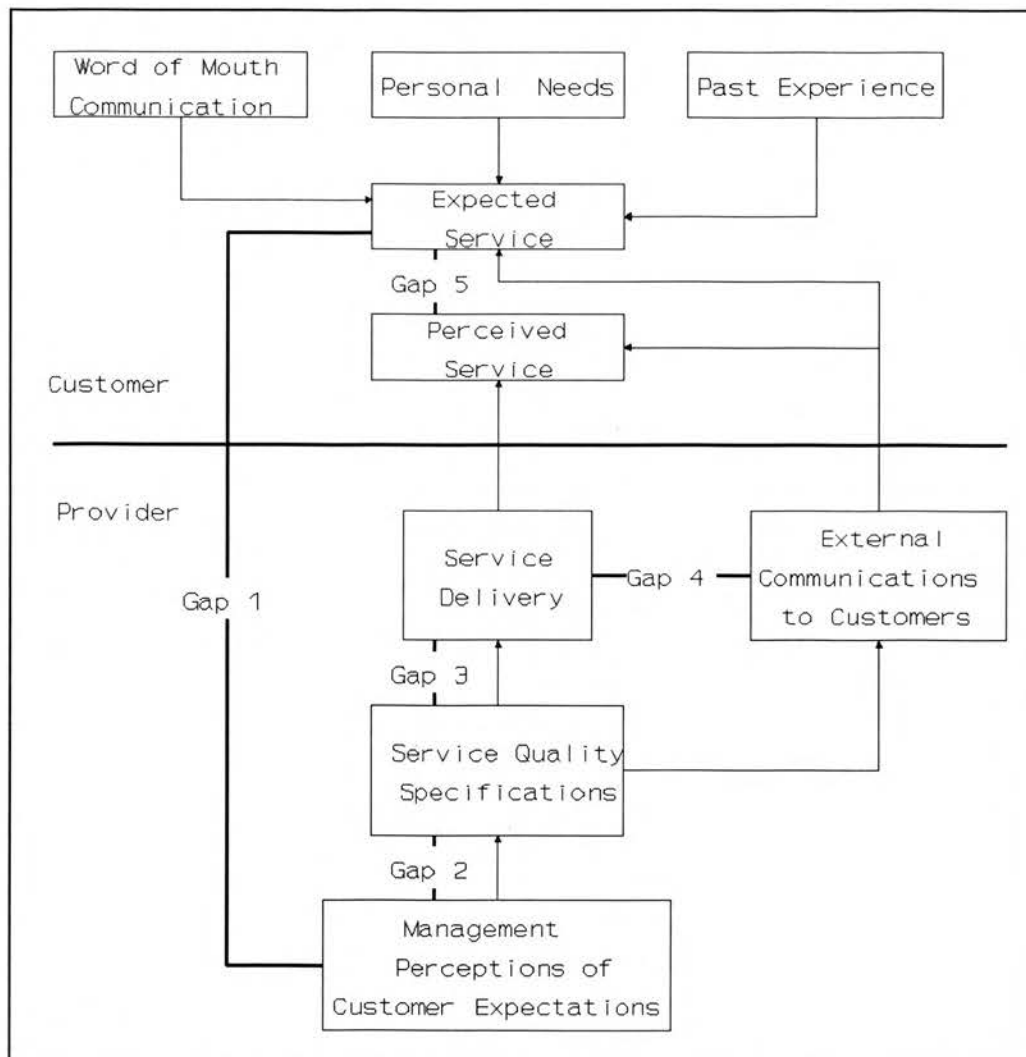 Word of Mouth
Communication
Personal Needs
Past Experience
Expected
Service
Gap 5
Perceived
Service
Customer
Provider
Service
Delivery
Gap 4
External
Communications
to Customers
Gap 1
Gap 3
Service Quality
Specifications
Gap 2
Management
Perceptions of
Customer Expectations